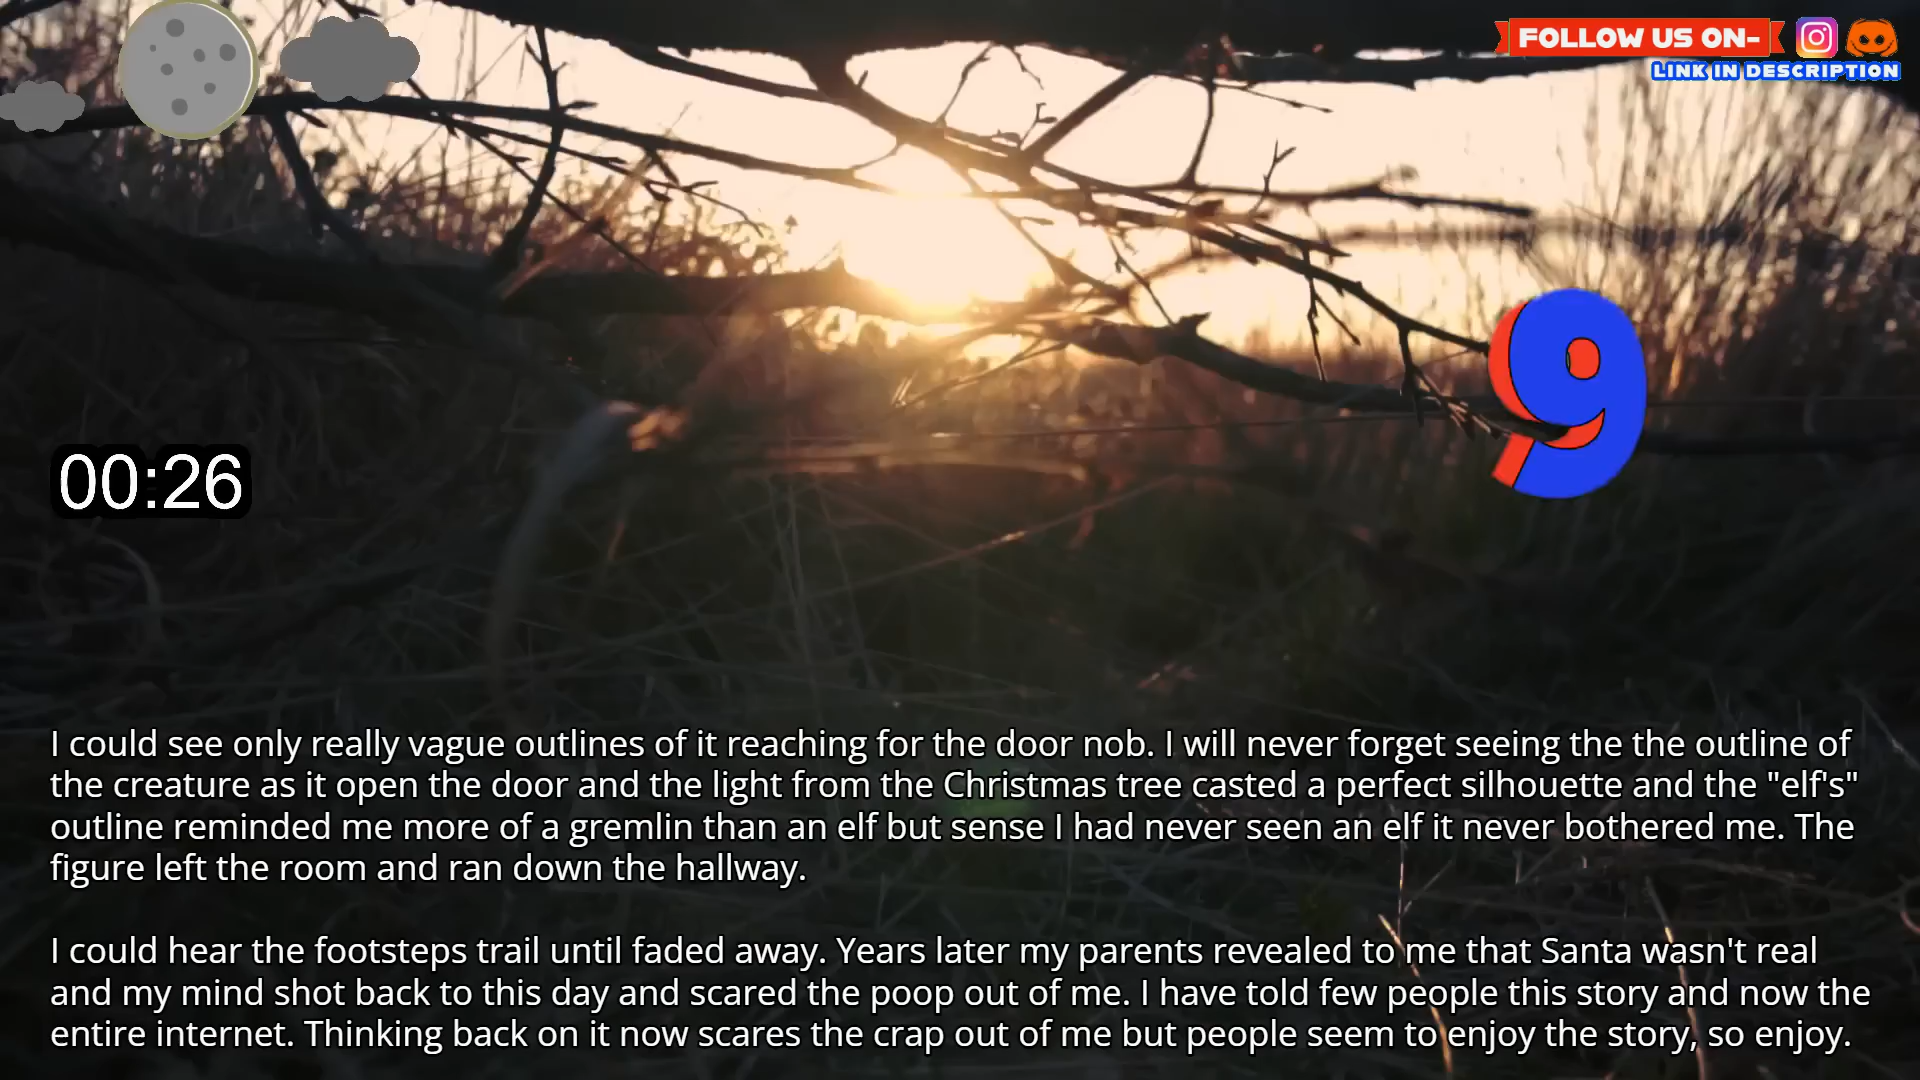 FOLLOW US ON-
LINK IN DESCRIPTION
9
00:26
I could see only really vague outlines of it reaching for the door nob. I will never forget seeing the the outline of
the creature as it open the door and the light from the Christmas tree casted a perfect silhouette and the "elf's"
outline reminded me more of a gremlin than an elf but sense I had never seen an elf it never bothered me. The
figure left the room and ran down the hallway.
I could hear the footsteps trail until faded away. Years later my parents revealed to me that Santa wasn't real
and my mind shot back to this day and scared the poop out of me. I have told few people this story and now the
entire internet. Thinking back on it now scares the crap out of me but people seem to enjoy the story, so enjoy.